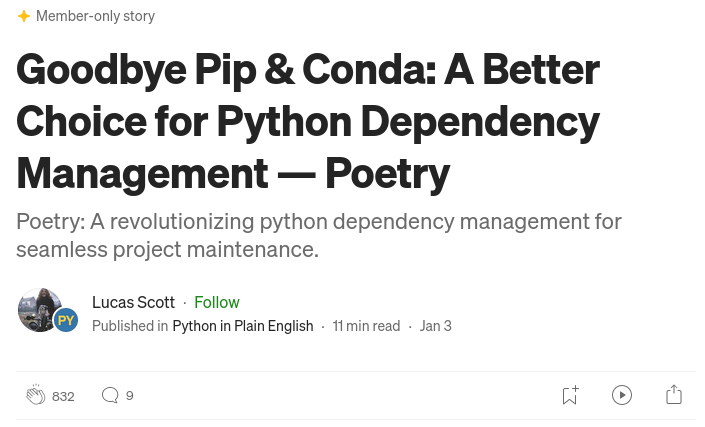 Member-only story
Goodbye Pip & Conda: A Better
Choice for Python Dependency
Management — Poetry
Poetry: A revolutionizing python dependency management for
seamless project maintenance.
Lucas Scott · Follow
PY
Published in Python in Plain English · 11 min read · Jan 3
832 9